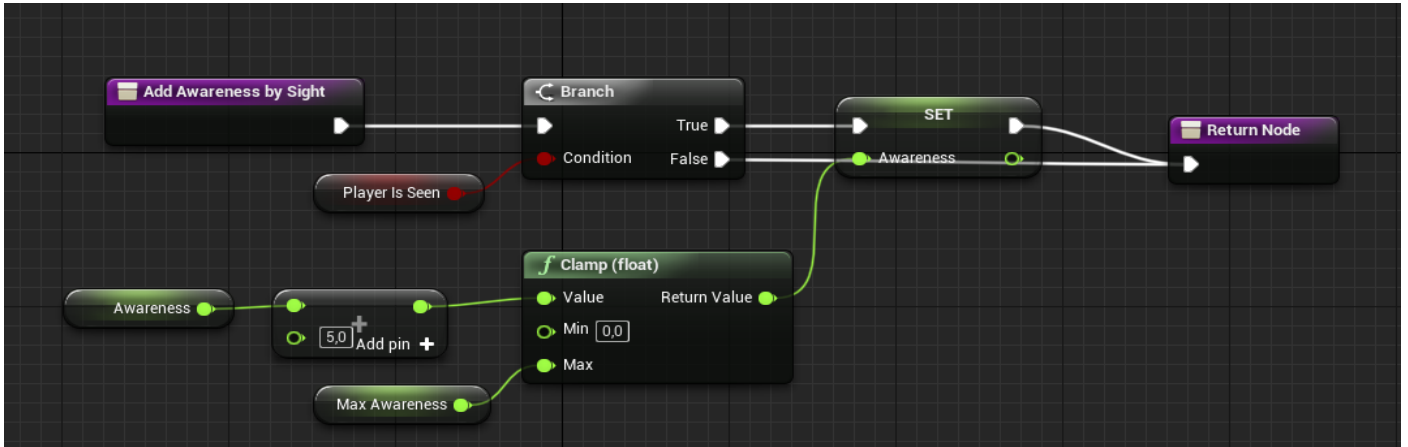 Add Awareness by Sight
Branch
True
Condition
False
Player Is Seen
SET
Awareness
Return Node
Clamp (float)
Value
Return Value
Min 0,0
Max
Awareness
5,0
Add pin
Max Awareness